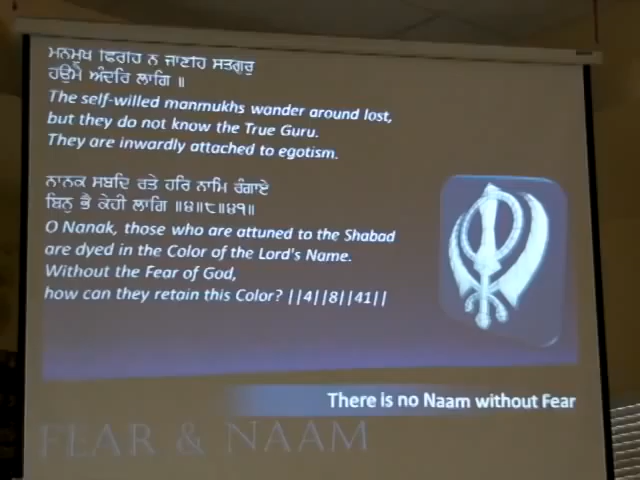 ਮਨਮੁਖ ਫਿਰਹਿ ਨ ਜਾਣਹਿ ਸਤਗੁਰੁ
ਹਉਮੈ ਅੰਦਰਿ ਲਾਗਿ ॥
The self-willed manmukhs wander around lost,
but they do not know the True Guru.
They are inwardly attached to egotism.
ਨਾਨਕ ਸਬਦਿ ਰਤੇ ਹਰਿ ਨਾਮਿ ਰੰਗਾਏ
ਬਿਨੁ ਭੈ ਕੇਹੀ ਲਾਗਿ ॥੪॥੮॥੪੧॥
O Nanak, those who are attuned to the Shabad
are dyed in the Color of the Lord's Name.
Without the Fear of God,
how can they retain this Color? ||4||8||41||
There is no Naam without Fear
FEAR & NAAM